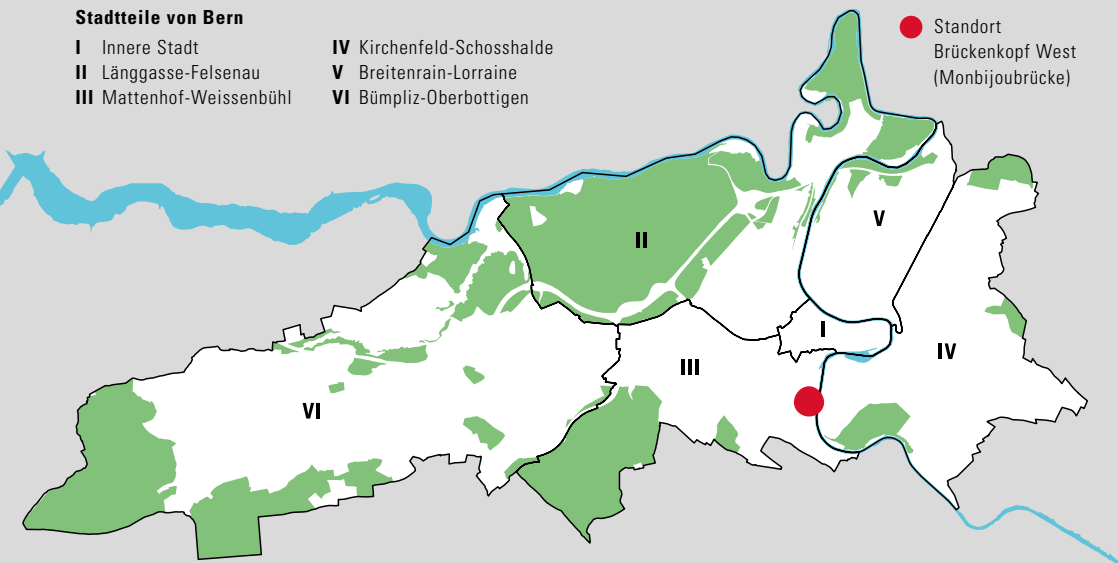 Stadtteile von Bern
I Innere Stadt
II Länggasse-Felsenau
III Mattenhof-Weissenbühl
IV Kirchenfeld-Schosshalde
V Breitenrain-Lorraine
VI Bümpliz-Oberbottigen
Standort
Brückenkopf West
(Monbijoubrücke)
II
V
I
IV
III
VI